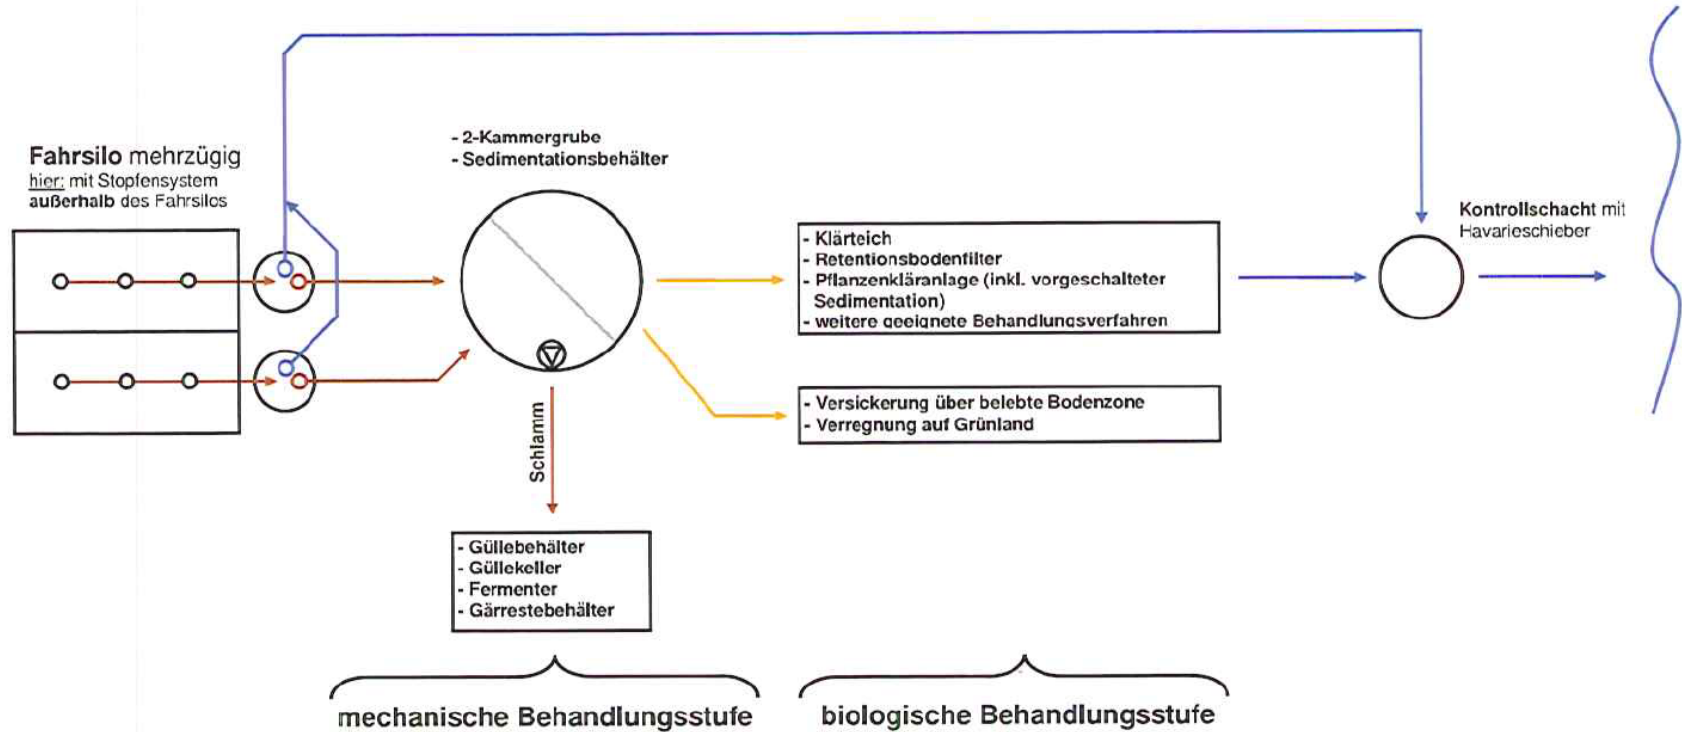 - 2-Kammergrube
- Sedimentationsbehälter
Fahrsilo mehrzügig
hier: mit Stopfensystem
außerhalb des Fahrsilos
Kontrollschacht mit
Havarieschieber
- Klärteich
- Retentionsbodenfilter
- Pflanzenkläranlage (inkl. vorgeschalteter
Sedimentation)
- weitere geeignete Behandlungsverfahren
- Versickerung über belebte Bodenzone
- Verregnung auf Grünland
Schlamm
- Güllebehälter
- Güllekeller
- Fermenter
- Gärrestebehälter
mechanische Behandlungsstufe
biologische Behandlungsstufe